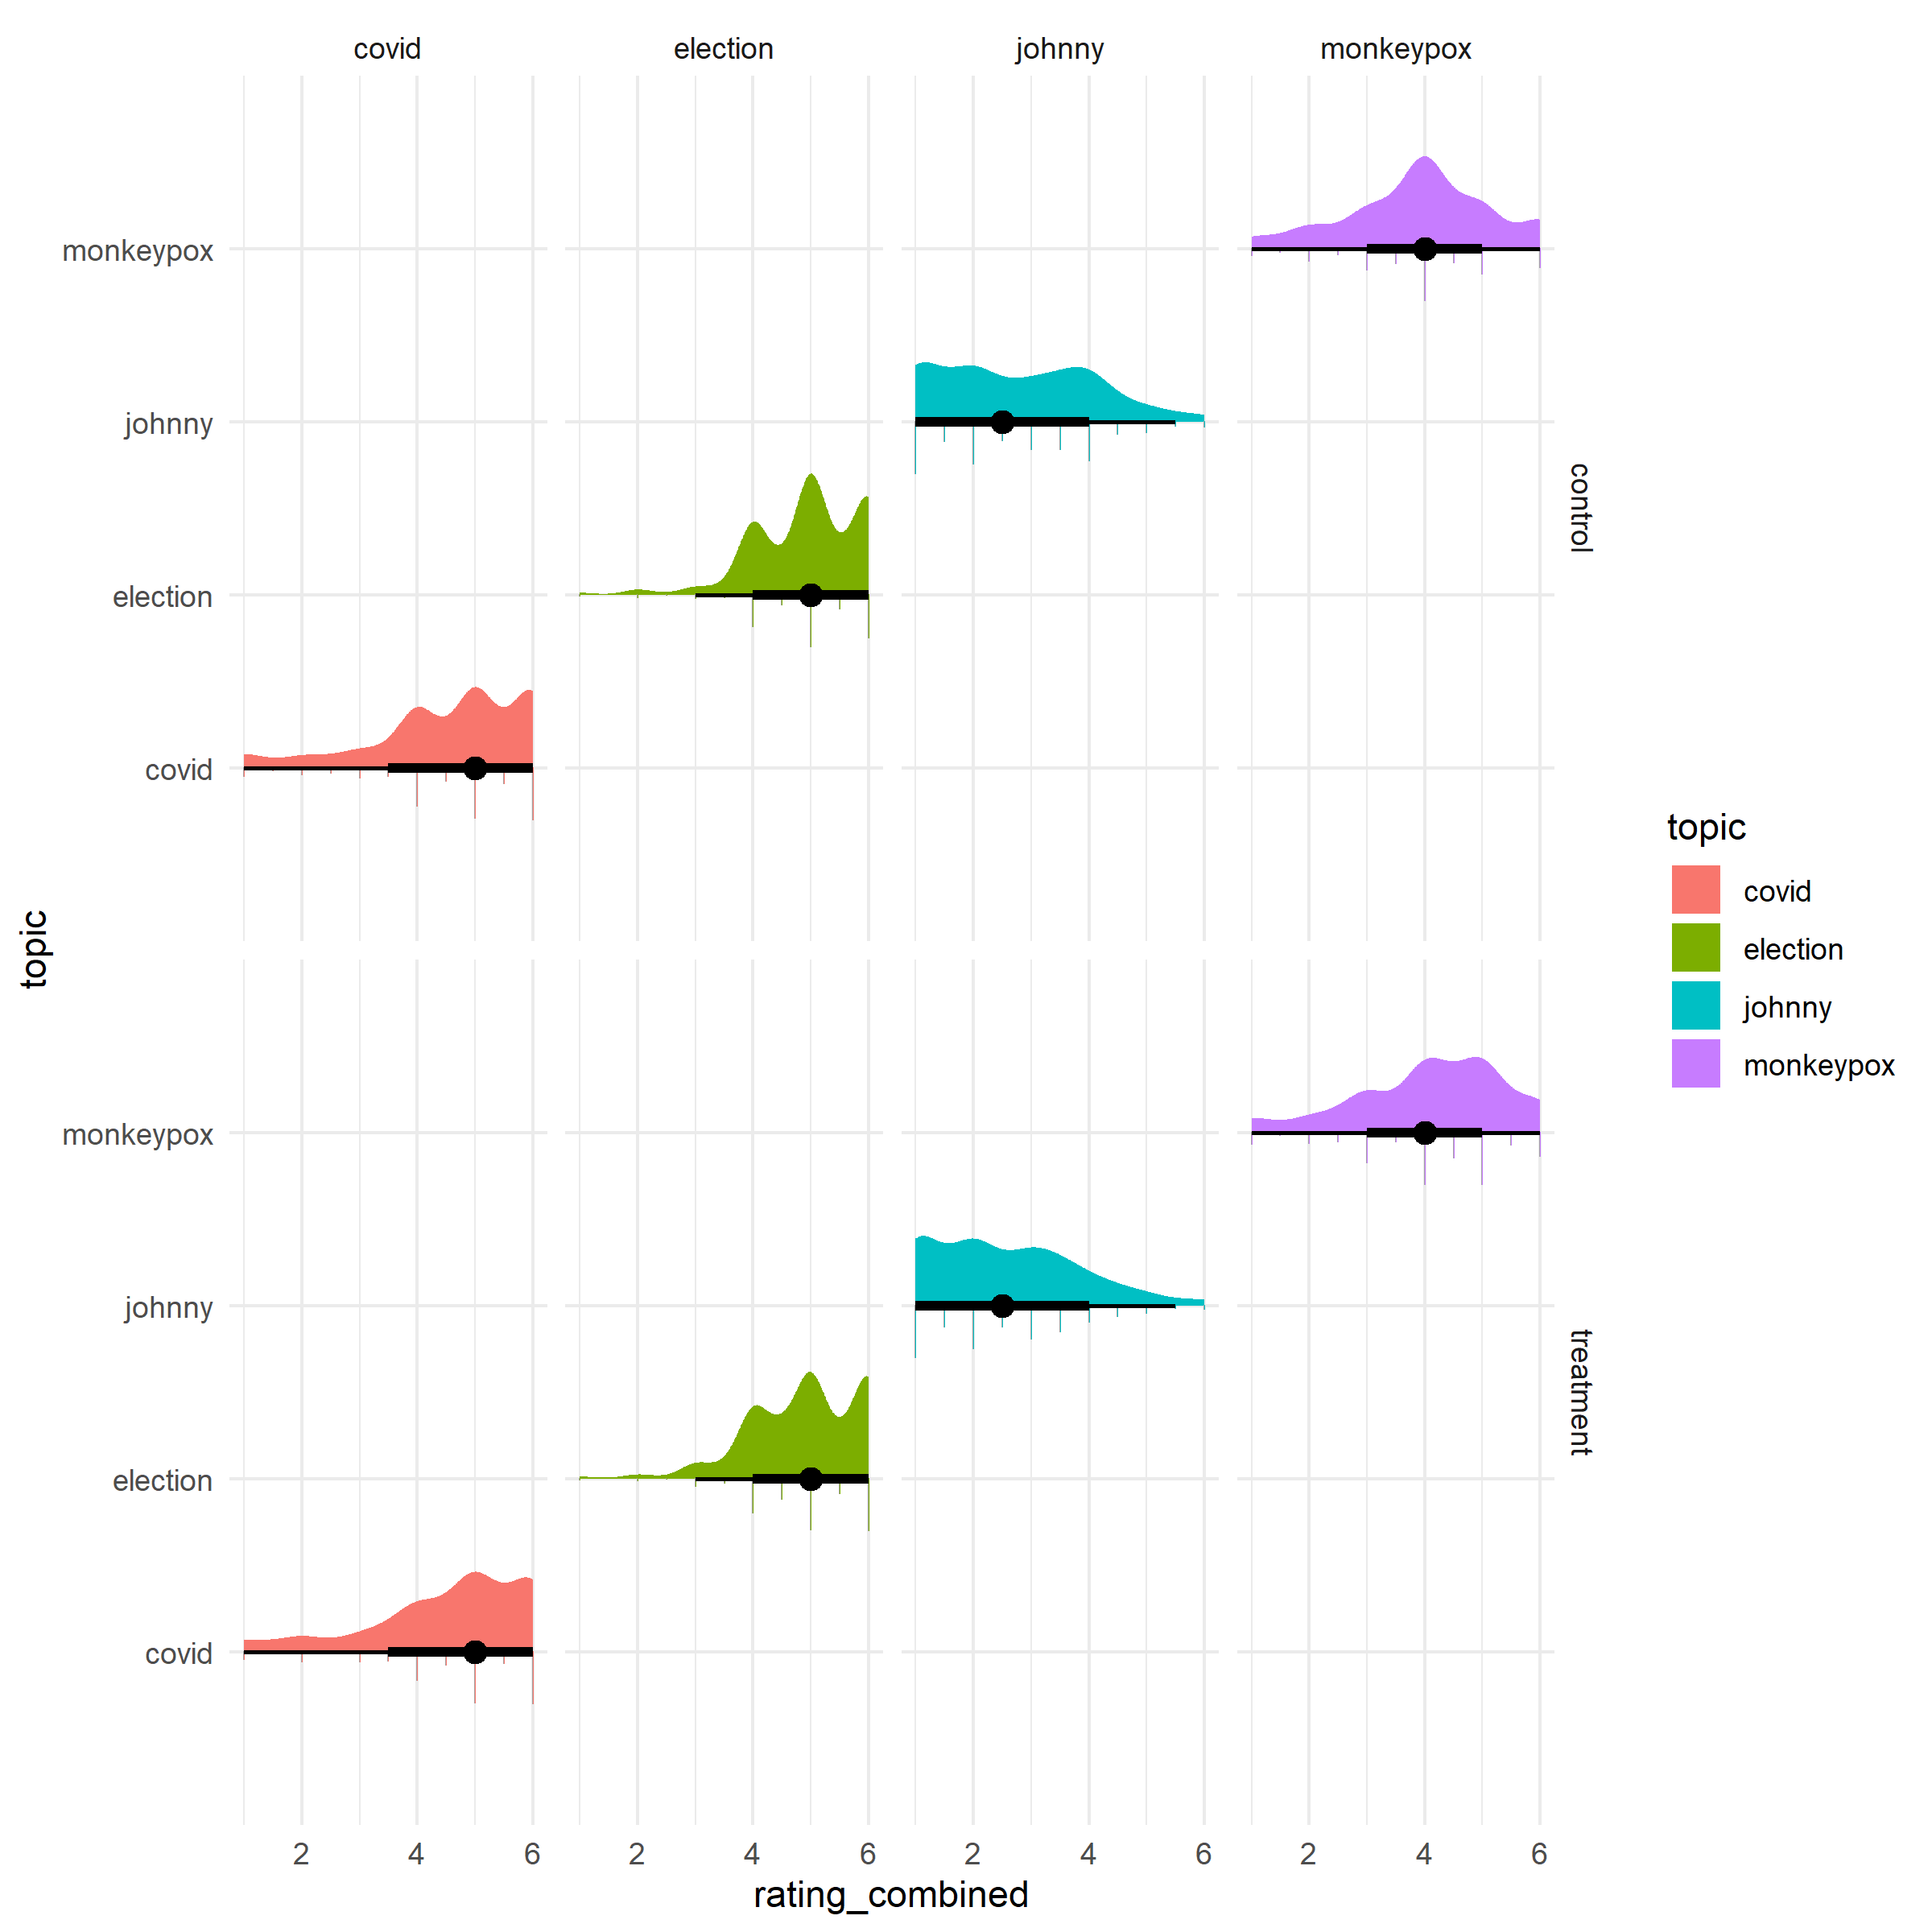 covid election johnny monkeypox
monkeypox
johnny
election
covid
control
monkeypox
johnny
election
covid
treatment
topic
2 4 6 2 4 6 2 4 6 2 4 6
rating_combined
topic
covid
election
johnny
monkeypox